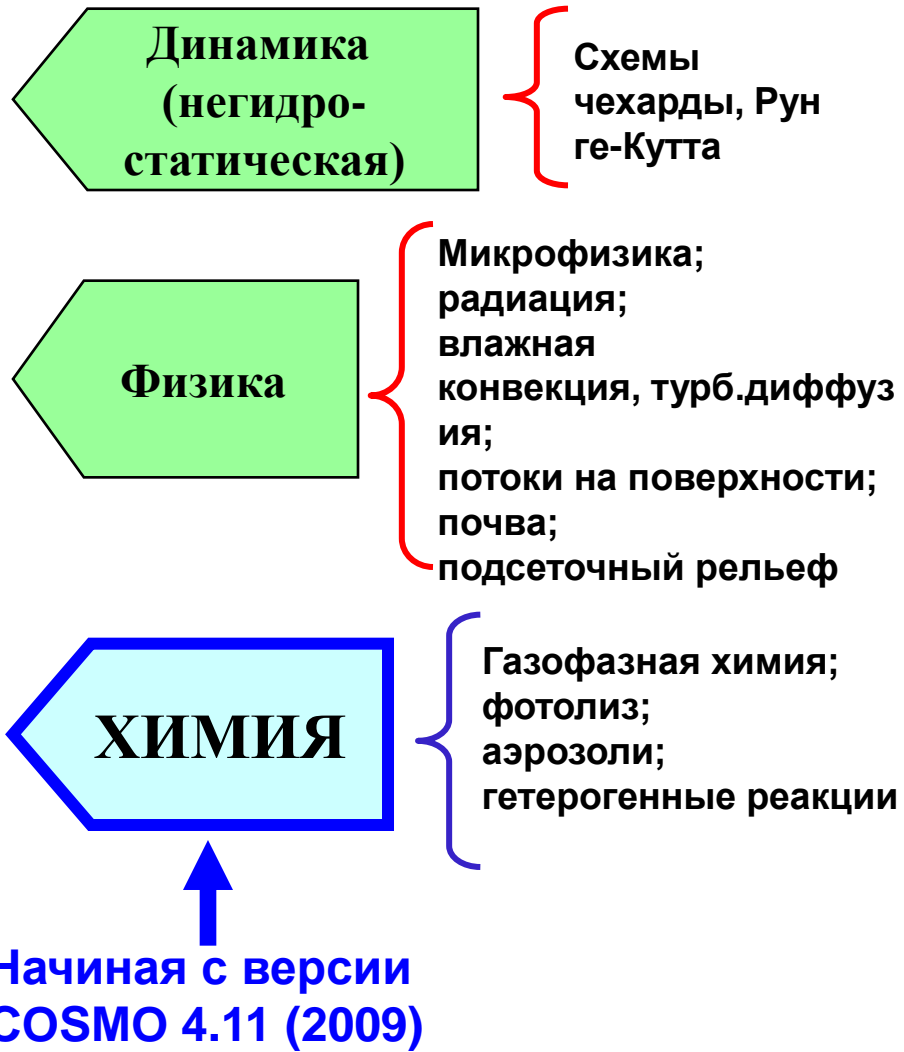 Динамика
(негидро-
статическая)
Схемы
чехарды, Рун
ге-Кутта
Физика
Микрофизика;
радиация;
влажная
конвекция, турб.диффуз
ия;
потоки на поверхности;
почва;
подсеточный рельеф
ХИМИЯ
Газофазная химия;
фотолиз;
аэрозоли;
гетерогенные реакции
Начиная с версии
COSMO 4.11 (2009)